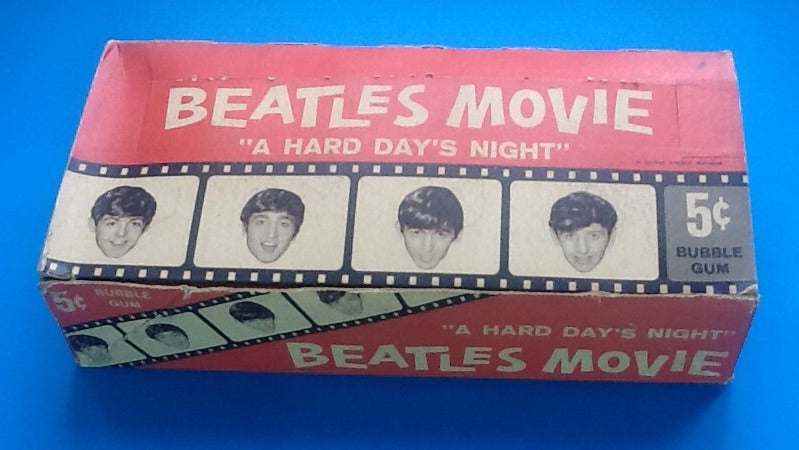 BEATLES MOVIE
"A HARD DAY'S NIGHT"
5¢
BUBBLE
GUM
5¢ BUBBLE
GUM
"A HARD DAY'S NIGHT"
BEATLES MOVIE